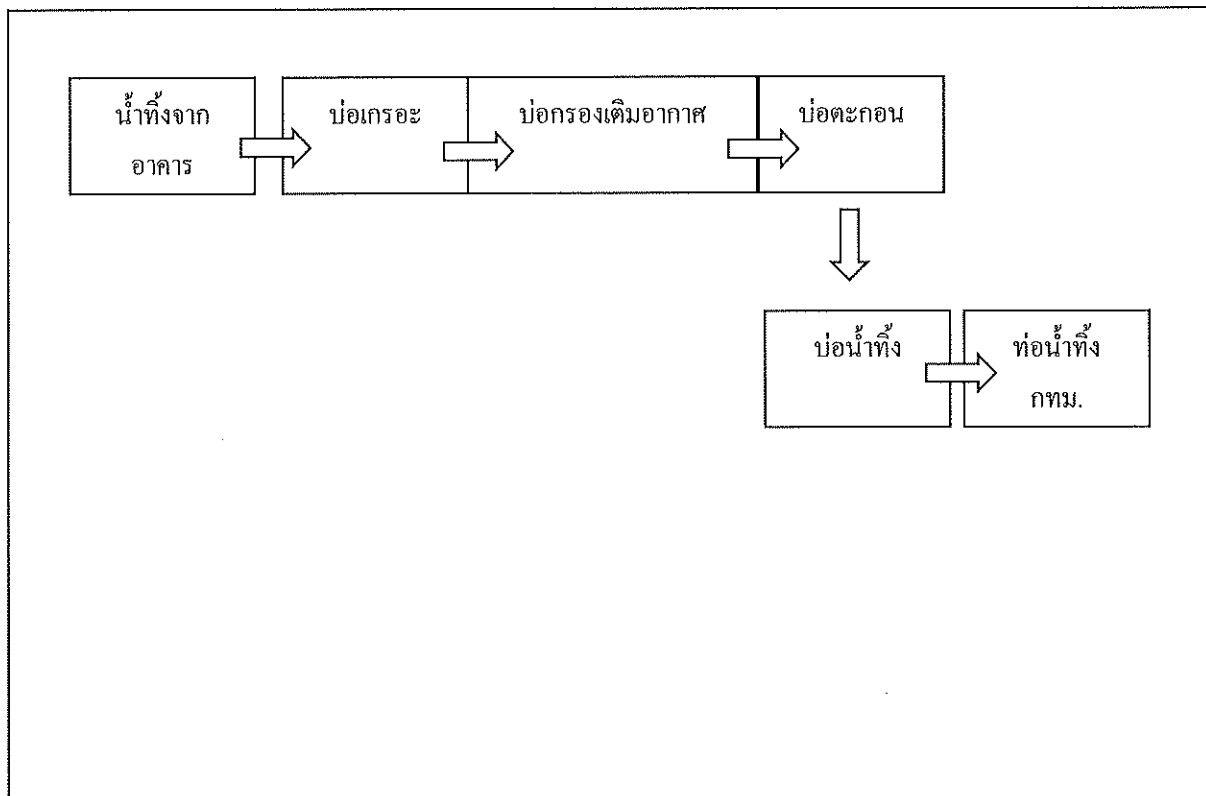 น้ำทิ้งจาก
อาคาร
บ่อเกรอะ
บ่อกรองเติมอากาศ
บ่อตะกอน
บ่อน้ำทิ้ง
ท่อน้ำทิ้ง
กทม.